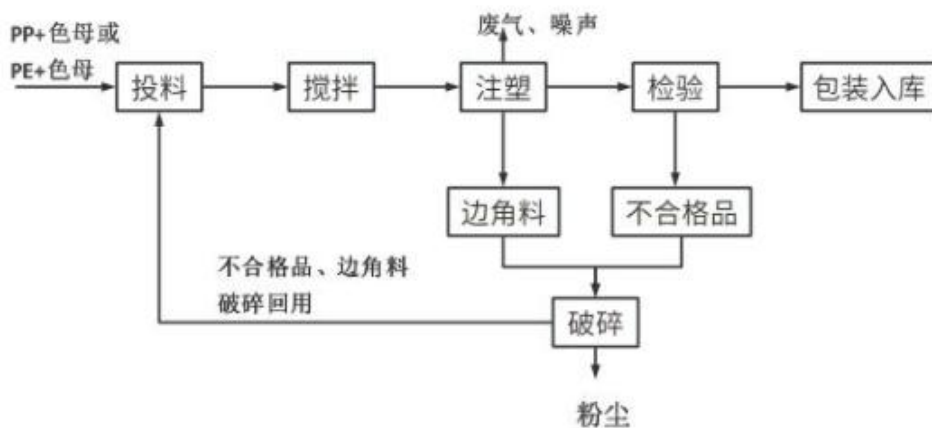 PP+色母或
PE+色母
废气、噪声
投料
搅拌
注塑
检验
包装入库
边角料
不合格品
不合格品、边角料
破碎回用
破碎
粉尘